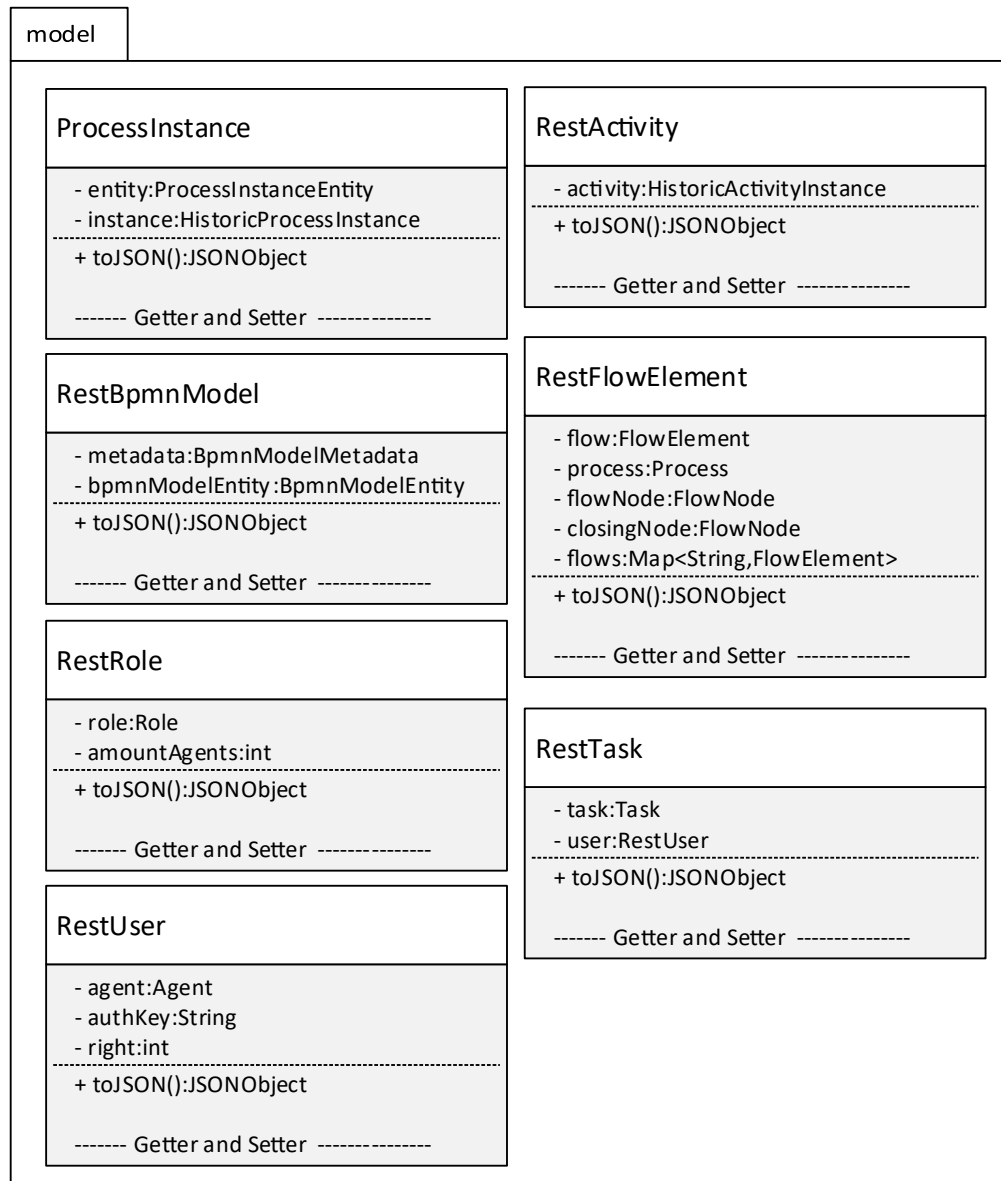 model
ProcessInstance
- entity:ProcessInstanceEntity
- instance:HistoricProcessInstance
+ toJSON():JSONObject
------- Getter and Setter ---------------
RestBpmnModel
- metadata:BpmnModelMetadata
- bpmnModelEntity:BpmnModelEntity
+ toJSON():JSONObject
------- Getter and Setter ---------------
RestRole
- role:Role
- amountAgents:int
+ toJSON():JSONObject
------- Getter and Setter ---------------
RestUser
- agent:Agent
- authKey:String
- right:int
+ toJSON():JSONObject
------- Getter and Setter ---------------
RestActivity
- activity:HistoricActivityInstance
+ toJSON():JSONObject
------- Getter and Setter ---------------
RestFlowElement
- flow:FlowElement
- process:Process
- flowNode:FlowNode
- closingNode:FlowNode
- flows:Map<String,FlowElement>
+ toJSON():JSONObject
------- Getter and Setter ---------------
RestTask
- task:Task
- user:RestUser
+ toJSON():JSONObject
------- Getter and Setter ---------------